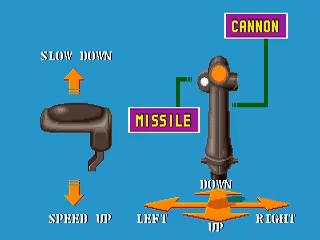 CANNON
SLOW DOWN
MISSILE
DOWN
SPEED UP
LEFT
RIGHT
UP